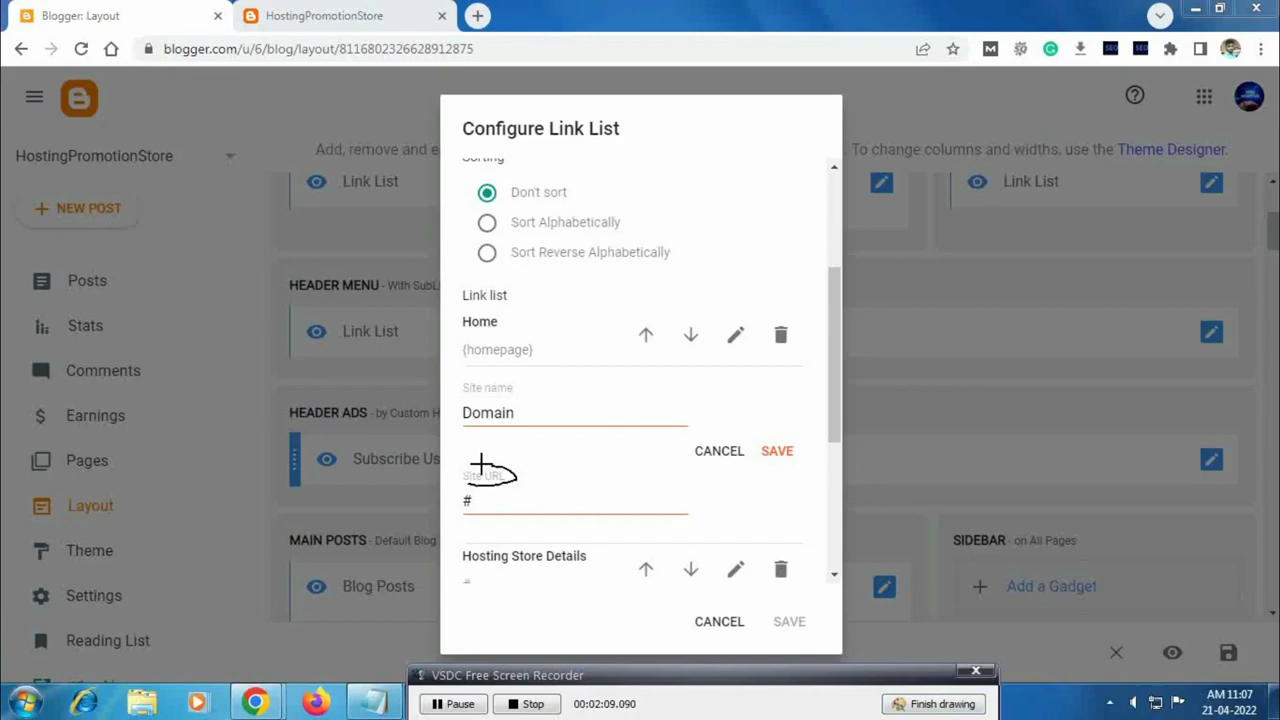 Blogger: Layout
HostingPromotionStore
blogger.com/u/6/blog/layout/8116802326628912875
HostingPromotionStore
Add, remove and e
To change columns and widths, use the Theme Designer.
NEW POST
Posts
Stats
Comments
Earnings
Pages
Layout
Theme
Settings
Reading List
Link List
Link List
HEADER MENU - With SubL
Link List
HEADER ADS - by Custom H
Subscribe Us
MAIN POSTS - Default Blog
Blog Posts
SIDEBAR - on All Pages
Add a Gadget
Configure Link List
Sorting
Don't sort
Sort Alphabetically
Sort Reverse Alphabetically
Link list
Home
{homepage}
Site name
Domain
CANCEL SAVE
Site URL
#
Hosting Store Details
#
CANCEL SAVE
VSDC Free Screen Recorder
Pause Stop 00:02:09.090 Finish drawing
AM 11:07
21-04-2022